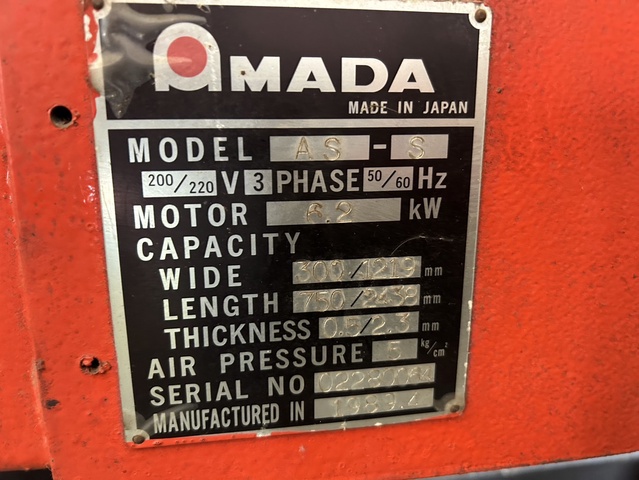 AMADA
MADE IN JAPAN
MODEL AS-S
200/220 V 3 PHASE 50/60 Hz
MOTOR 6.2 kW
CAPACITY
WIDE 300/1219 mm
LENGTH 750/2438 mm
THICKNESS 0.5/2.3 mm
AIR PRESSURE 5 kg/cm²
SERIAL NO
MANUFACTURED IN 1989.4